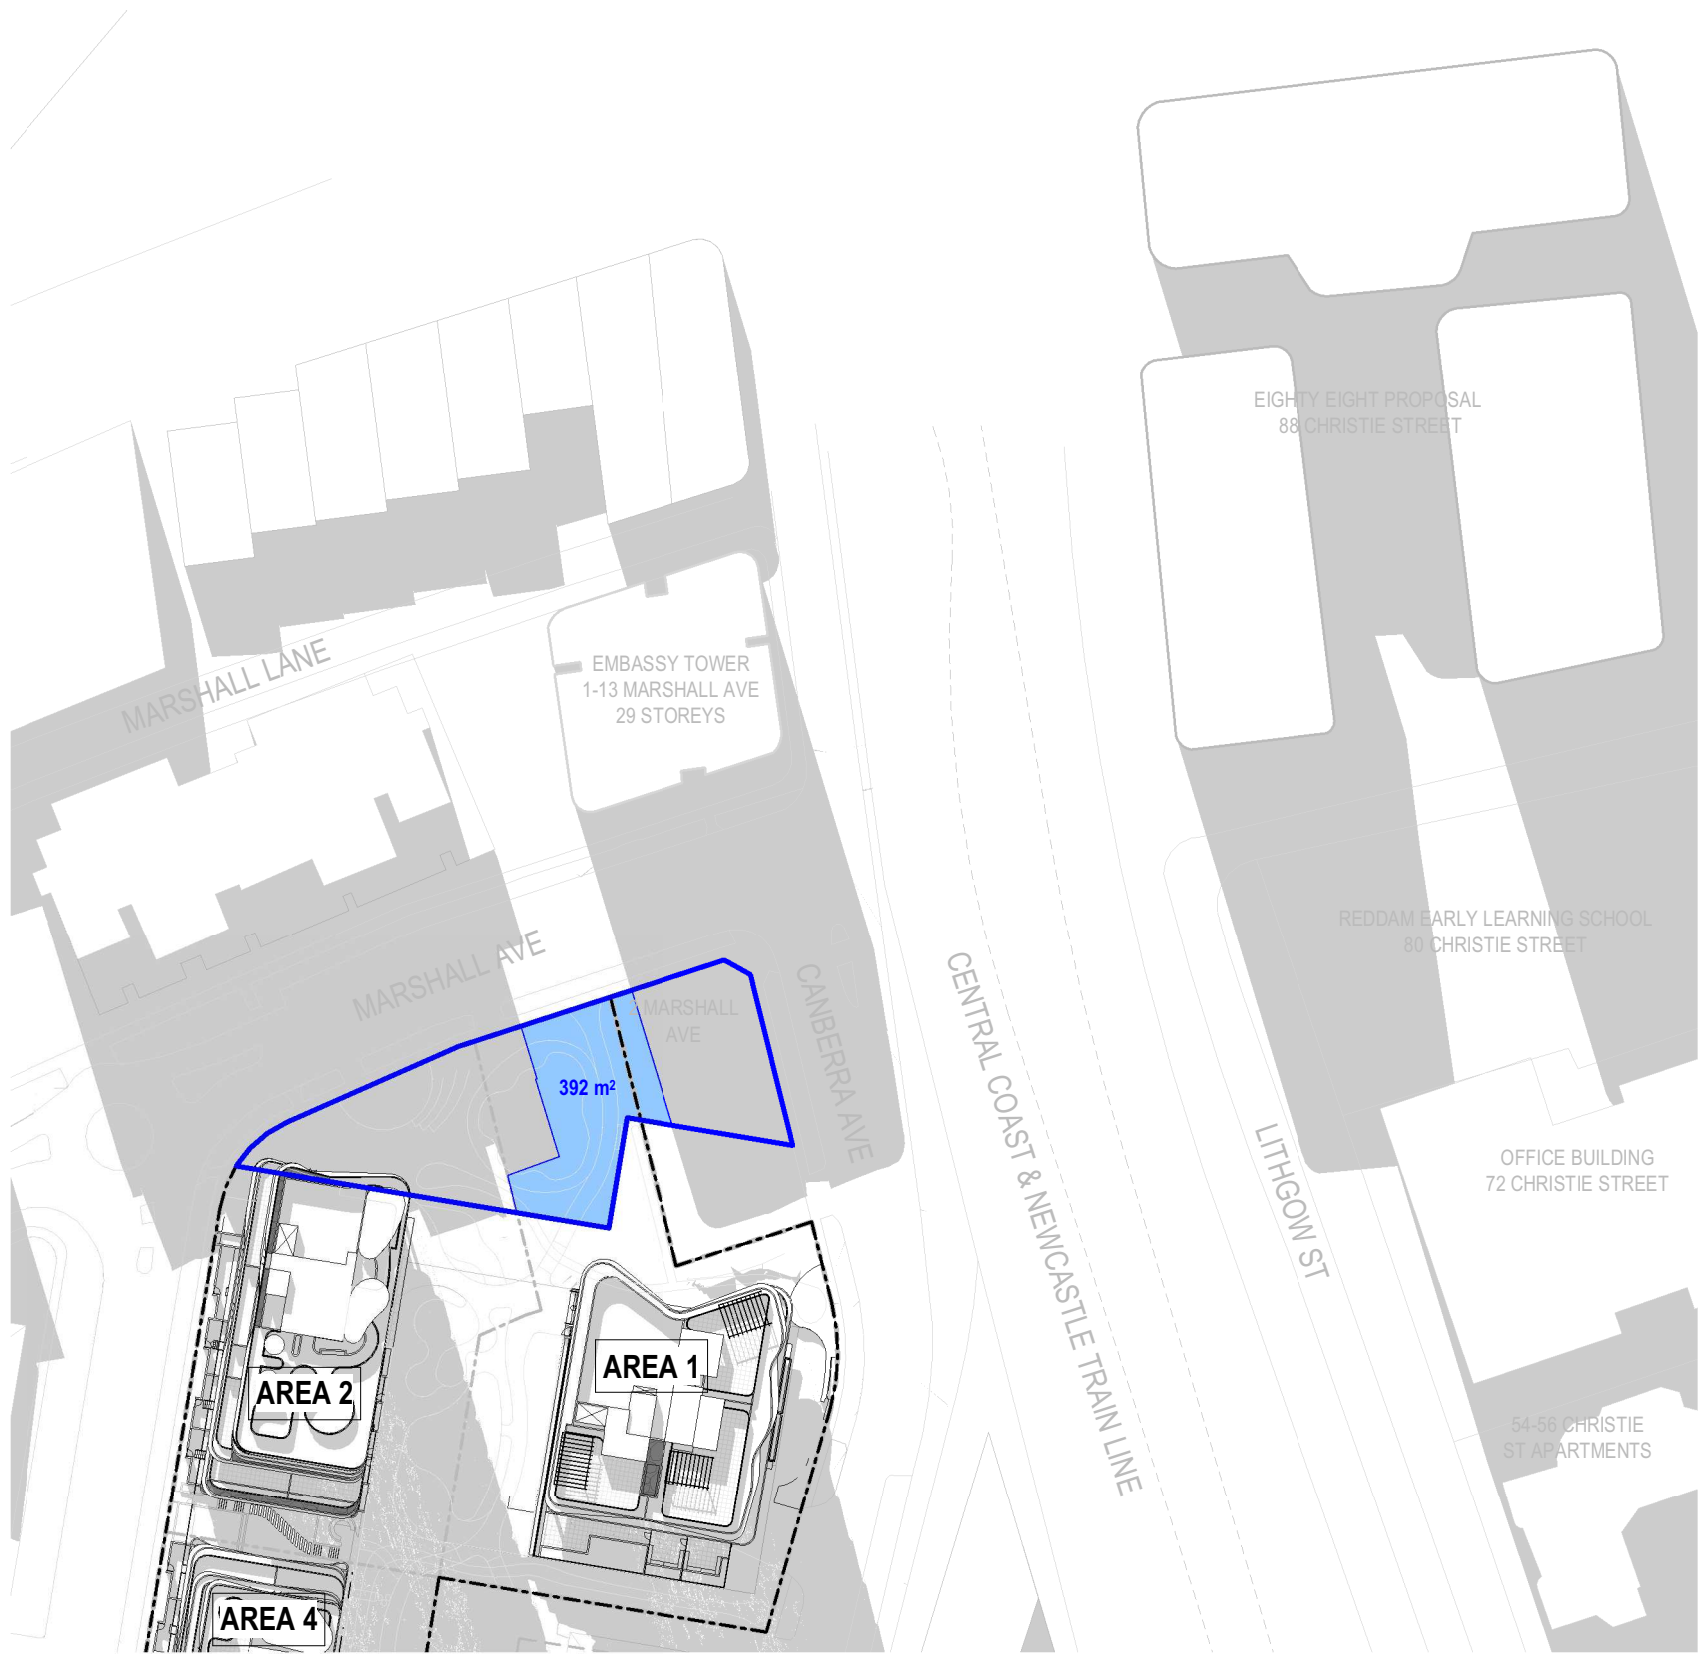 EIGHTY EIGHT PROPOSAL
88 CHRISTIE STREET
MARSHALL LANE
EMBASSY TOWER
1-13 MARSHALL AVE
29 STOREYS
REDDAM EARLY LEARNING SCHOOL
80 CHRISTIE STREET
MARSHALL AVE
MARSHALL
AVE
CANBERRA AVE
CENTRAL COAST & NEWCASTLE TRAIN LINE
392 m²
LITHGOW ST
OFFICE BUILDING
72 CHRISTIE STREET
AREA 1
AREA 2
54-56 CHRISTIE
ST APARTMENTS
AREA 4